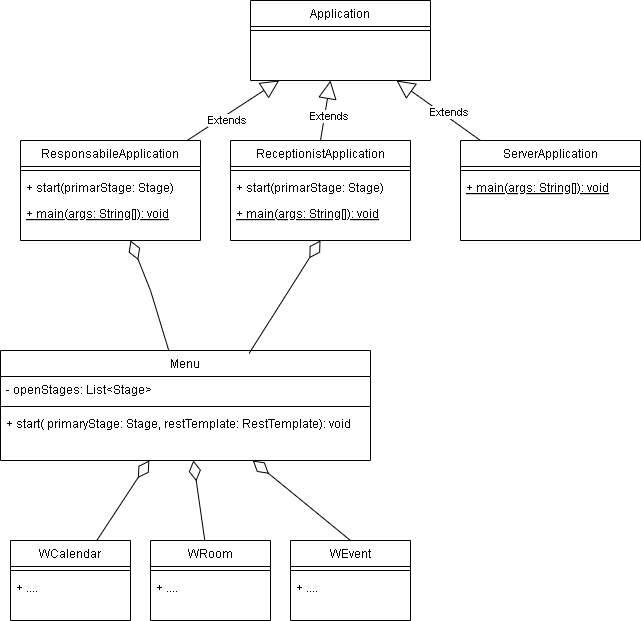 Application
Extends
Extends
Extends
ResponsabileApplication
+ start(primarStage: Stage)
+ main(args: String[]): void
ReceptionistApplication
+ start(primarStage: Stage)
+ main(args: String[]): void
ServerApplication
+ main(args: String[]): void
Menu
- openStages: List<Stage>
+ start( primaryStage: Stage, restTemplate: RestTemplate): void
WCalendar
+ ....
WRoom
+ ....
WEvent
+ ....